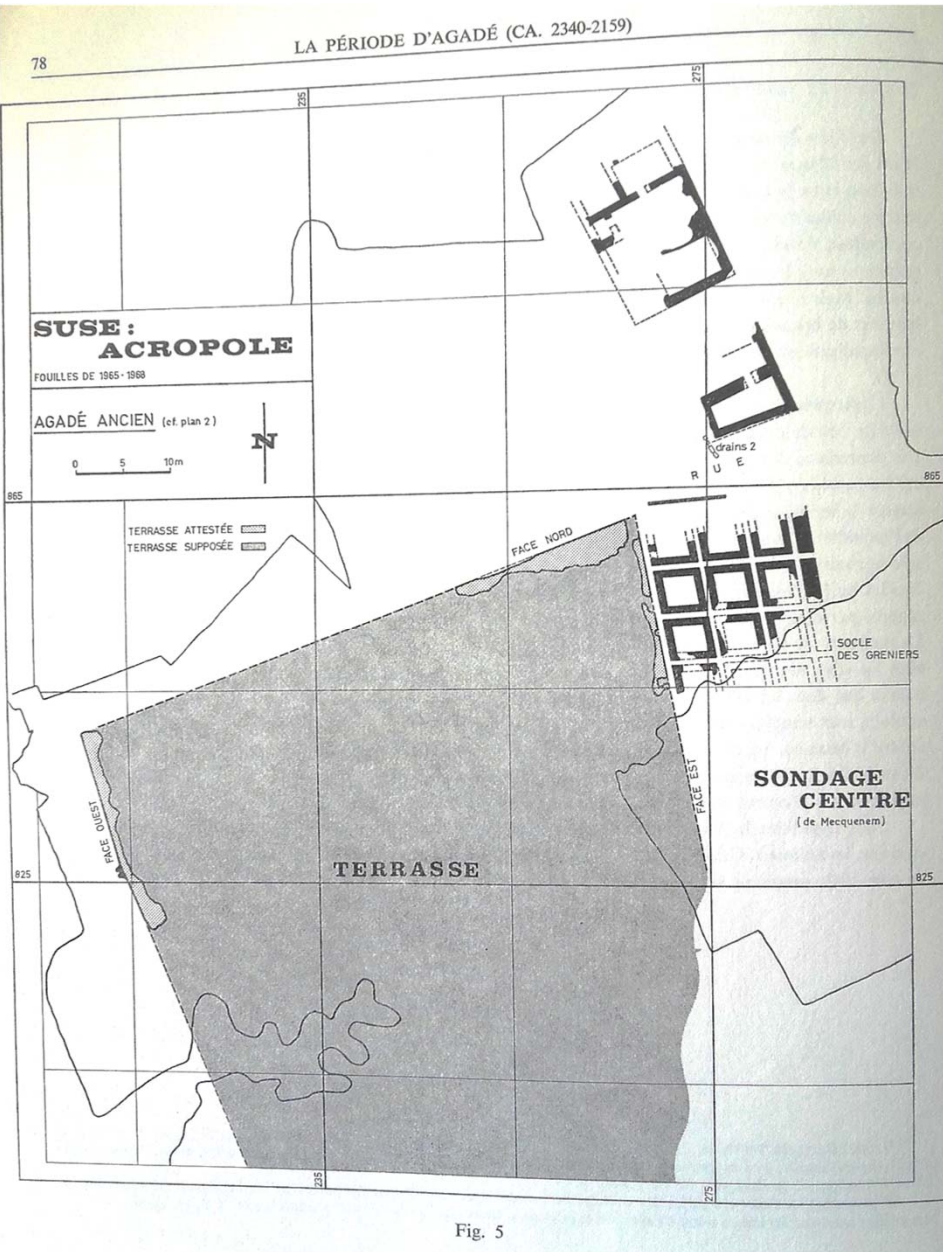 78
LA PÉRIODE D'AGADÉ (CA. 2340-2159)
235
275
SUSE :
ACROPOLE
FOUILLES DE 1965-1968
AGADÉ ANCIEN (cf. plan 2)
N
0 5 10m
drains 2
RUE
865
865
TERRASSE ATTESTÉE
TERRASSE SUPPOSÉE
FACE NORD
SOCLE
DES GRENIERS
FACE EST
SONDAGE
CENTRE
(de Mecquenem)
FACE OUEST
TERRASSE
825
825
235
275
Fig. 5